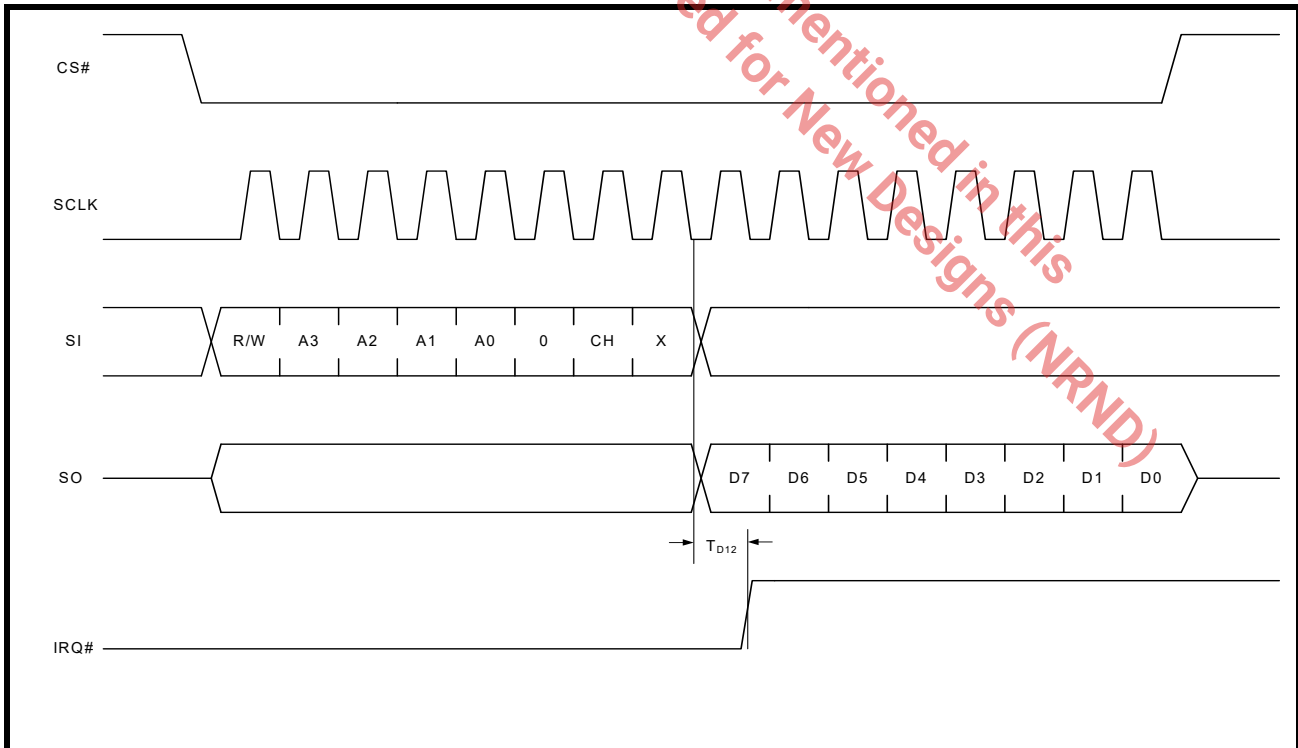 mentioned in this
ed for New Designs (NRND)
CS#
SCLK
SI
R/W A3 A2 A1 A0 0 CH X
SO
D7 D6 D5 D4 D3 D2 D1 D0
TD12
IRQ#